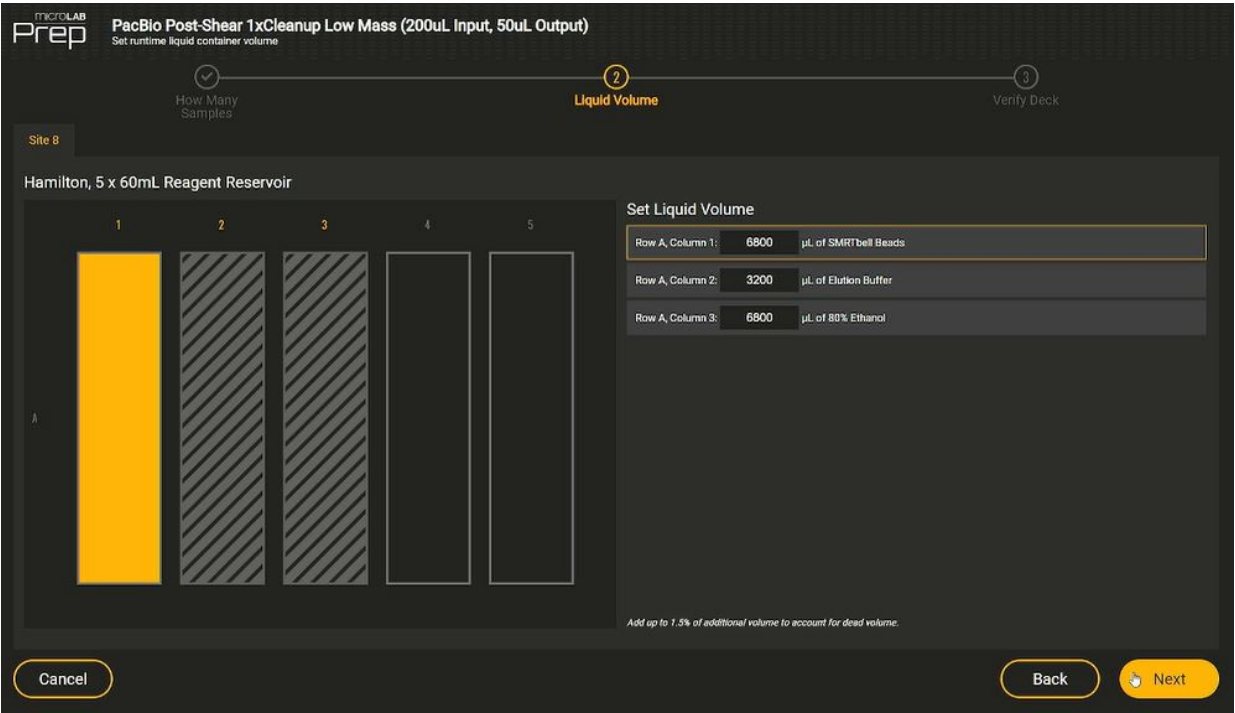 microLAB
Prep
PacBio Post-Shear 1xCleanup Low Mass (200uL Input, 50uL Output)
Set runtime liquid container volume
2
3
How Many
Samples
Liquid Volume
Verify Deck
Site 8
Hamilton, 5 x 60mL Reagent Reservoir
1 2 3 4 5
A
Set Liquid Volume
Row A, Column 1: 6800 µL of SMRTbell Beads
Row A, Column 2: 3200 µL of Elution Buffer
Row A, Column 3: 6800 µL of 80% Ethanol
Add up to 1.5% of additional volume to account for dead volume.
Cancel
Back
Next